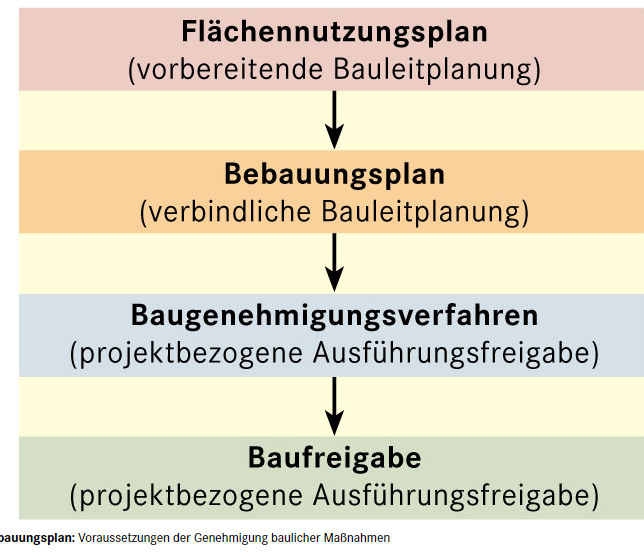 Flächennutzungsplan
(vorbereitende Bauleitplanung)
Bebauungsplan
(verbindliche Bauleitplanung)
Baugenehmigungsverfahren
(projektbezogene Ausführungsfreigabe)
Baufreigabe
(projektbezogene Ausführungsfreigabe)
bauungsplan: Voraussetzungen der Genehmigung baulicher Maßnahmen